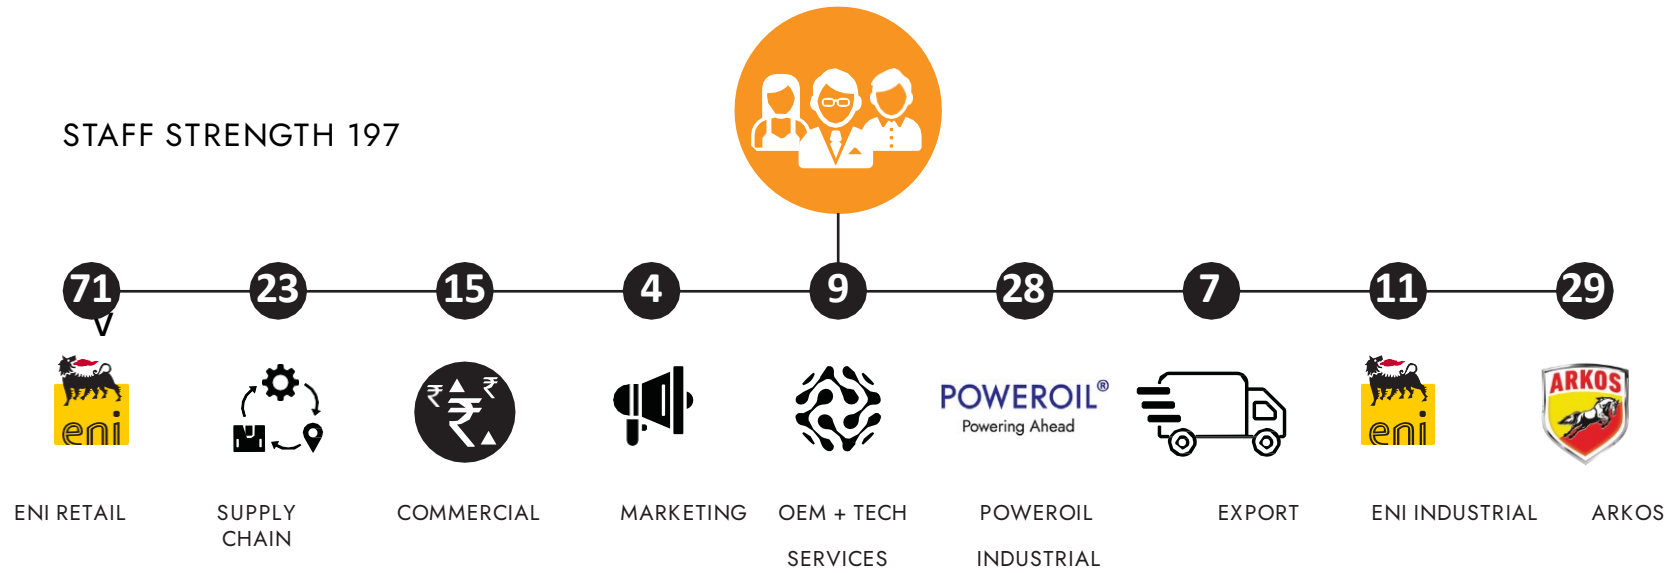 STAFF STRENGTH 197
71 23 15 4 9 28 7 11 29
V
eni
POWEROIL®
Powering Ahead
eni
ARKOS
ENI RETAIL
SUPPLY
CHAIN
COMMERCIAL
MARKETING
OEM + TECH
SERVICES
POWEROIL
INDUSTRIAL
EXPORT
ENI INDUSTRIAL
ARKOS